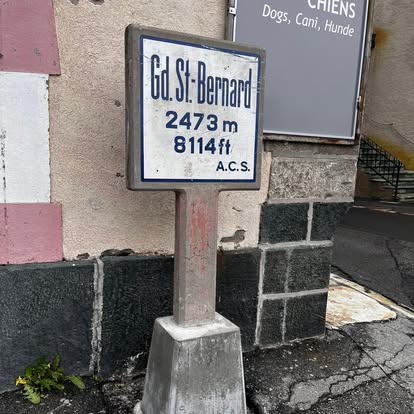 CHIENS
Dogs, Cani, Hunde
Gd. St-Bernard
2473 m
8114 ft
A.C.S.